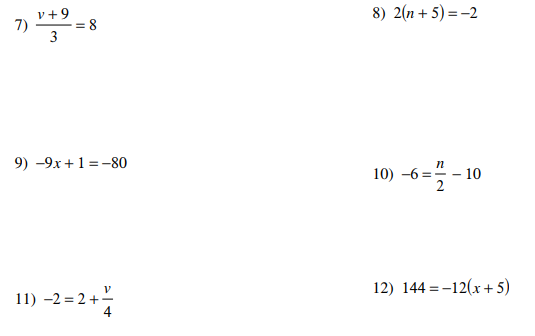 7) (v + 9)/3 = 8
8) 2(n + 5) = −2
9) −9x + 1 = −80
10) −6 = n/2 − 10
11) −2 = 2 + v/4
12) 144 = −12(x + 5)